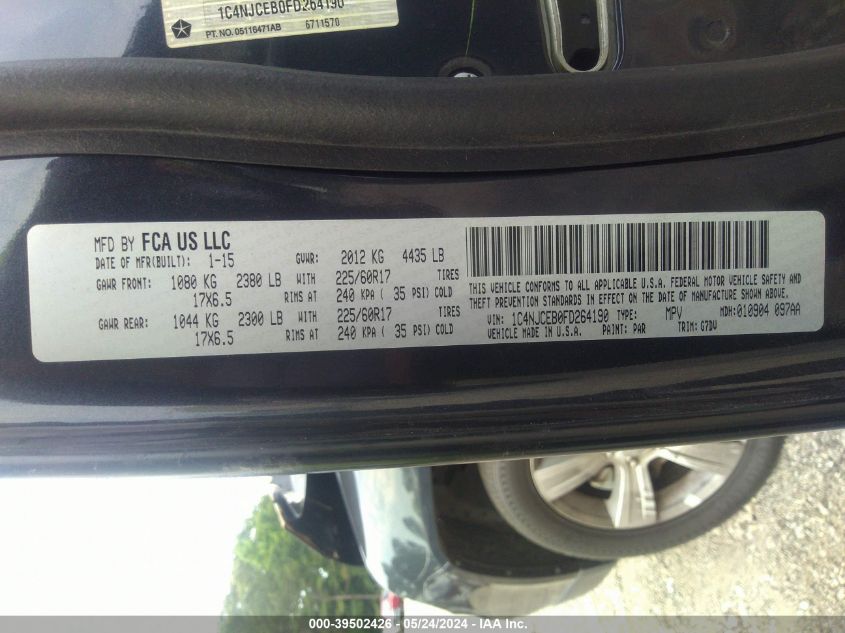 1C4NJCEB0FD264190
PT. NO. 05116471AB 6711570
MFD BY FCA US LLC
DATE OF MFR(BUILT): 1-15 GVWR: 2012 KG 4435 LB
GAWR FRONT: 1080 KG 2380 LB WITH 225/60R17 TIRES
17X6.5 RIMS AT 240 KPA ( 35 PSI) COLD
GAWR REAR: 1044 KG 2300 LB WITH 225/60R17 TIRES
17X6.5 RIMS AT 240 KPA ( 35 PSI) COLD
THIS VEHICLE CONFORMS TO ALL APPLICABLE U.S.A. FEDERAL MOTOR VEHICLE SAFETY AND
THEFT PREVENTION STANDARDS IN EFFECT ON THE DATE OF MANUFACTURE SHOWN ABOVE.
VIN: 1C4NJCEB0FD264190 TYPE: MPV MDH: 010904 097AA
VEHICLE MADE IN U.S.A. PAINT: PAR TRIM: G7DV
000-39502426 - 05/24/2024 - IAA Inc.